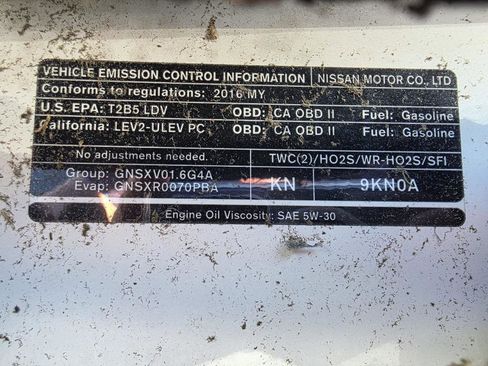 VEHICLE EMISSION CONTROL INFORMATION NISSAN MOTOR CO., LTD
Conforms to regulations: 2016 MY
U.S. EPA: T2B5 LDV OBD: CA OBD II Fuel: Gasoline
California: LEV2-ULEV PC OBD: CA OBD II Fuel: Gasoline
No adjustments needed. TWC(2)/HO2S/WR-HO2S/SFI
Group: GNSXV01.6G4A KN 9KN0A
Evap: GNSXR0070PBA
Engine Oil Viscosity: SAE 5W-30